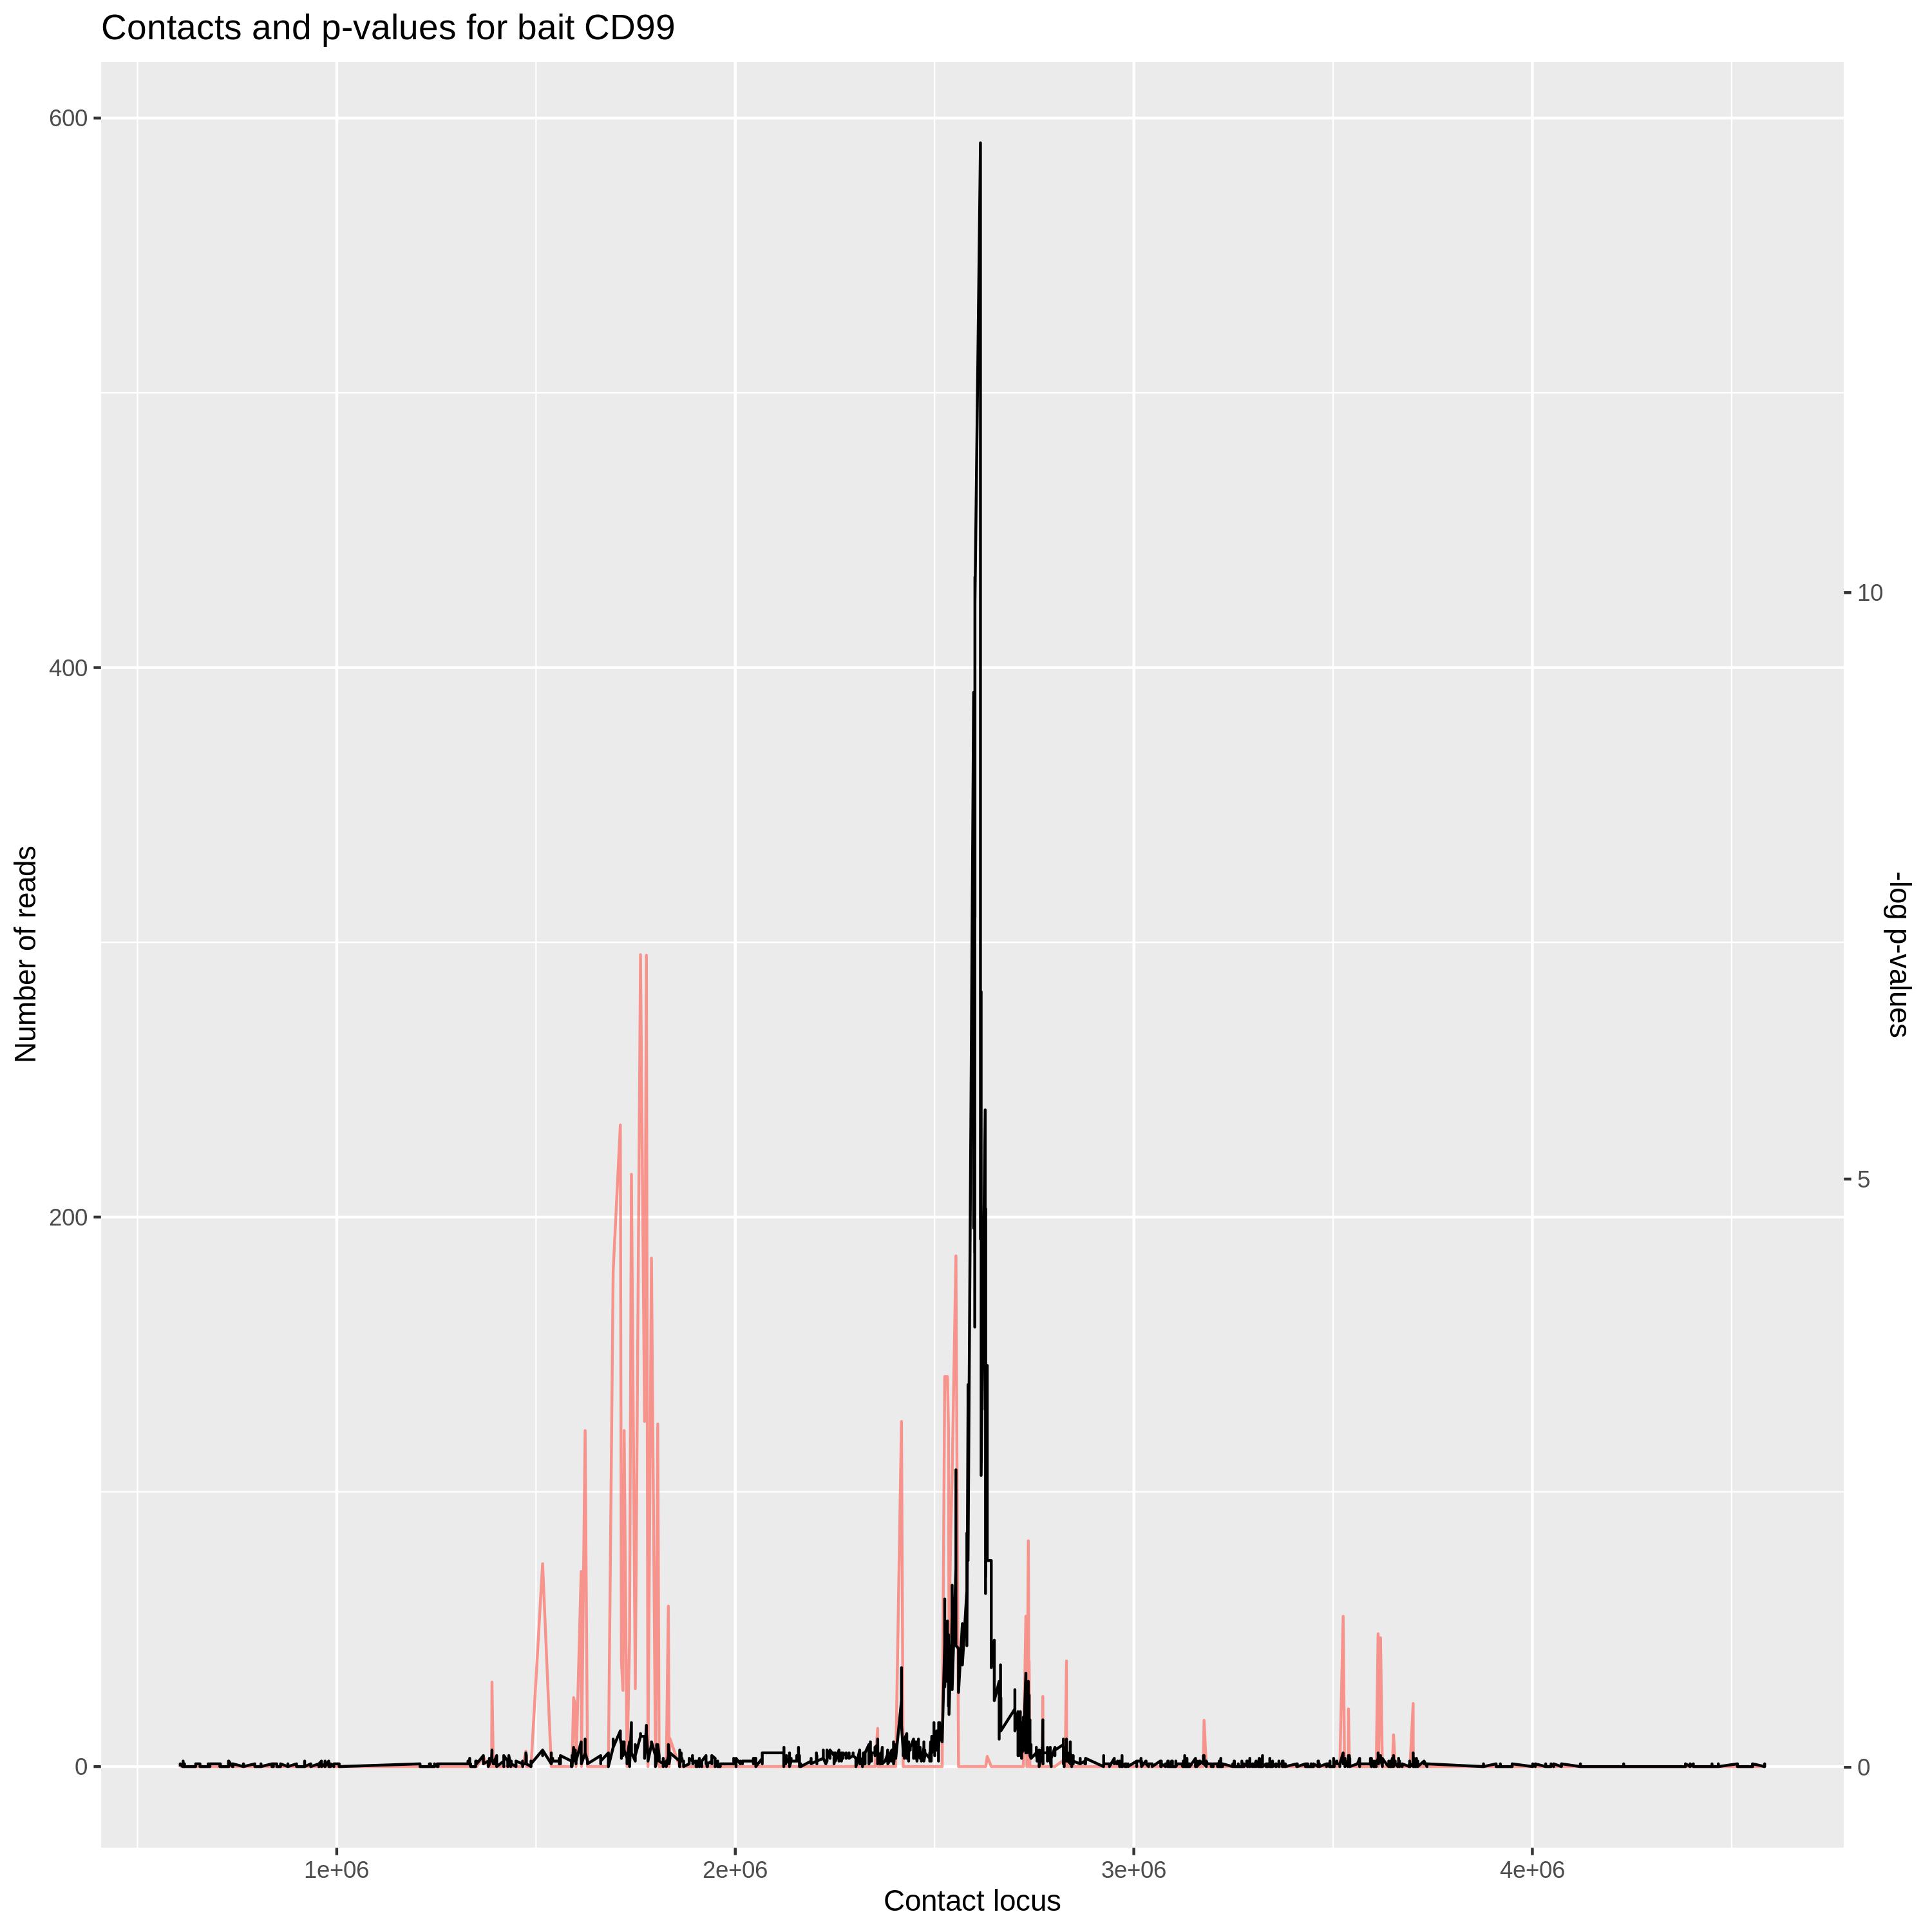 Contacts and p-values for bait CD99
600
400
200
0
Number of reads
10
5
0
-log p-values
1e+06
2e+06
3e+06
4e+06
Contact locus